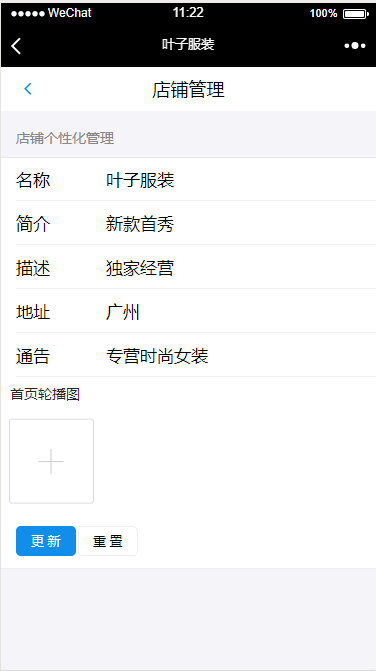 WeChat 11:22 100%
叶子服装
店铺管理
店铺个性化管理
名称 叶子服装
简介 新款首秀
描述 独家经营
地址 广州
通告 专营时尚女装
首页轮播图
更 新 重 置